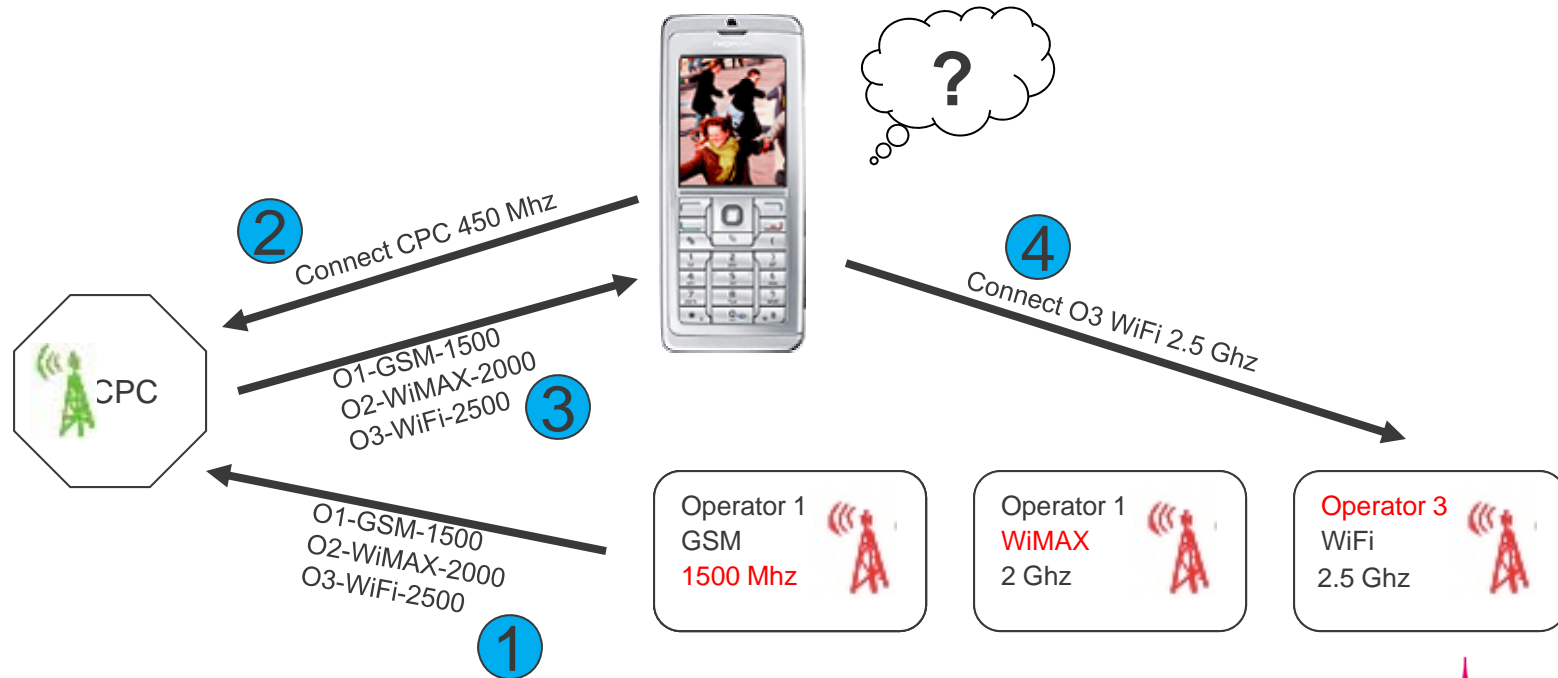 ?
2
Connect CPC 450 Mhz
4
Connect O3 WiFi 2.5 Ghz
CPC
O1-GSM-1500
O2-WiMAX-2000
O3-WiFi-2500
3
O1-GSM-1500
O2-WiMAX-2000
O3-WiFi-2500
1
Operator 1
GSM
1500 Mhz
Operator 1
WiMAX
2 Ghz
Operator 3
WiFi
2.5 Ghz